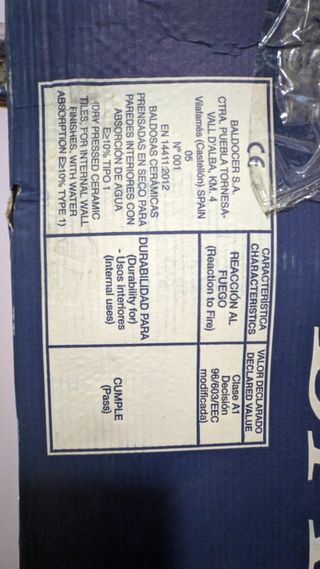 CE
BALDOCER S.A.
CTRA. PUEBLA TORNESA-
VALL D'ALBA, KM. 4
Vilafamés (Castellón) SPAIN
05
Nº 001
EN 14411:2012
BALDOSAS CERÁMICAS
PRENSADAS EN SECO PARA
PAREDES INTERIORES CON
ABSORCIÓN DE AGUA
E≥10% TIPO 1
(DRY PRESSED CERAMIC
TILES, FOR INTERNAL WALL
FINISHES, WITH WATER
ABSORPTION E≥10% TYPE 1)
CARACTERÍSTICA
CHARACTERISTICS
REACCIÓN AL
FUEGO
(Reaction to Fire)
DURABILIDAD PARA
(Durability for)
- Usos interiores
(Internal uses)
VALOR DECLARADO
DECLARED VALUE
Clase A1
Decisión
96/603/EEC
modificada)
CUMPLE
(Pass)